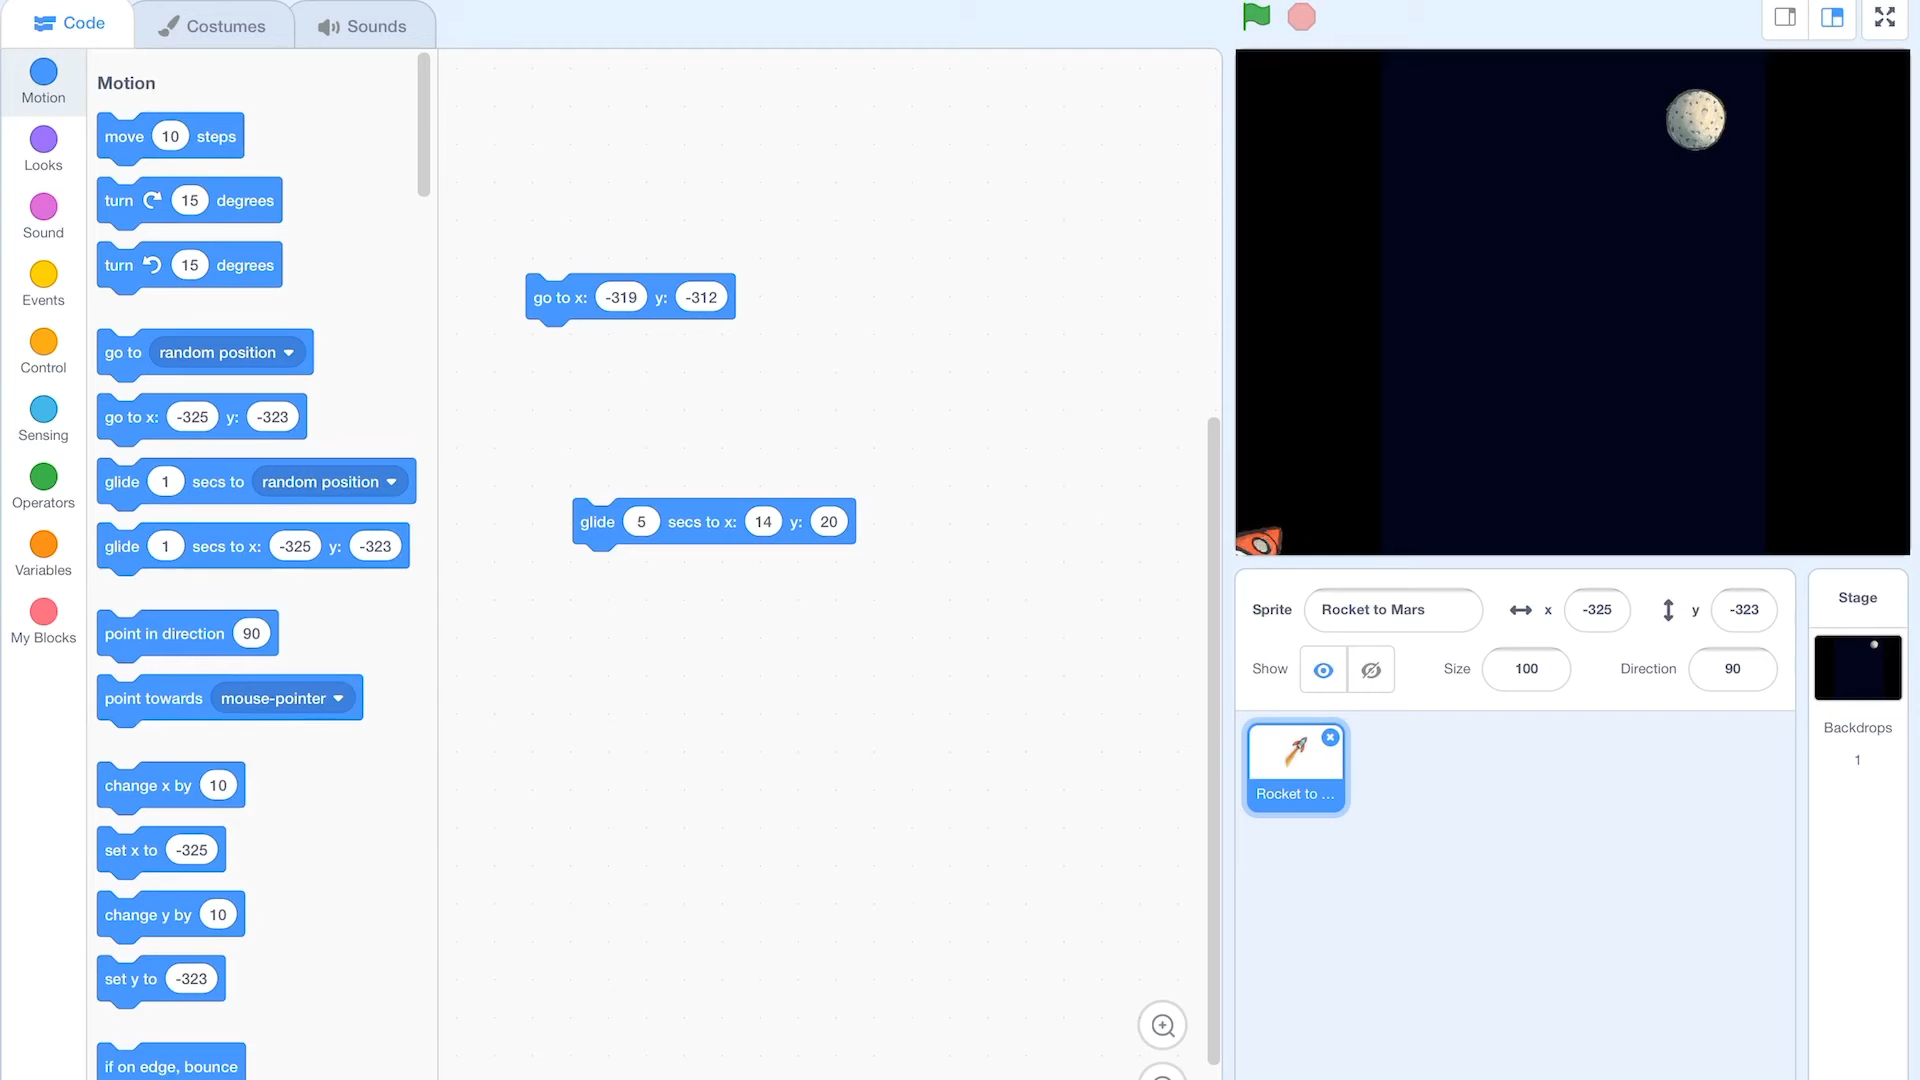 Code
Costumes
Sounds
Motion
Looks
Sound
Events
Control
Sensing
Operators
Variables
My Blocks
Motion
move 10 steps
turn 15 degrees
turn 15 degrees
go to random position
go to x: -325 y: -323
glide 1 secs to random position
glide 1 secs to x: -325 y: -323
point in direction 90
point towards mouse-pointer
change x by 10
set x to -325
change y by 10
set y to -323
if on edge, bounce
go to x: -319 y: -312
glide 5 secs to x: 14 y: 20
Sprite Rocket to Mars x -325 y -323
Show Size 100 Direction 90
Rocket to ...
Stage
Backdrops
1